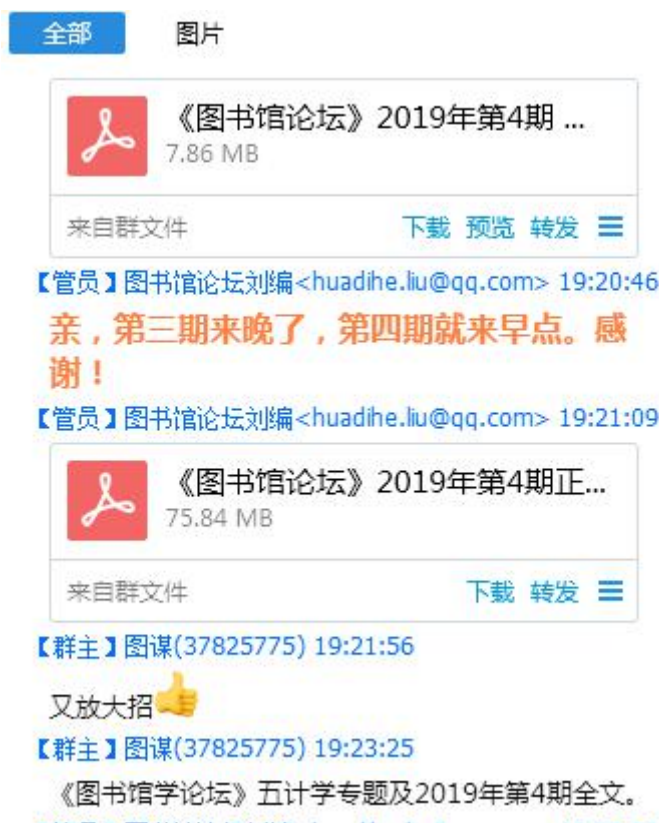 全部 图片
《图书馆论坛》2019年第4期 ...
7.86 MB
来自群文件 下载 预览 转发
【管员】图书馆论坛刘编<huadihe.liu@qq.com> 19:20:46
亲，第三期来晚了，第四期就来早点。感
谢！
【管员】图书馆论坛刘编<huadihe.liu@qq.com> 19:21:09
《图书馆论坛》2019年第4期正...
75.84 MB
来自群文件 下载 转发
【群主】图谋(37825775) 19:21:56
又放大招
【群主】图谋(37825775) 19:23:25
《图书馆学论坛》五计学专题及2019年第4期全文。